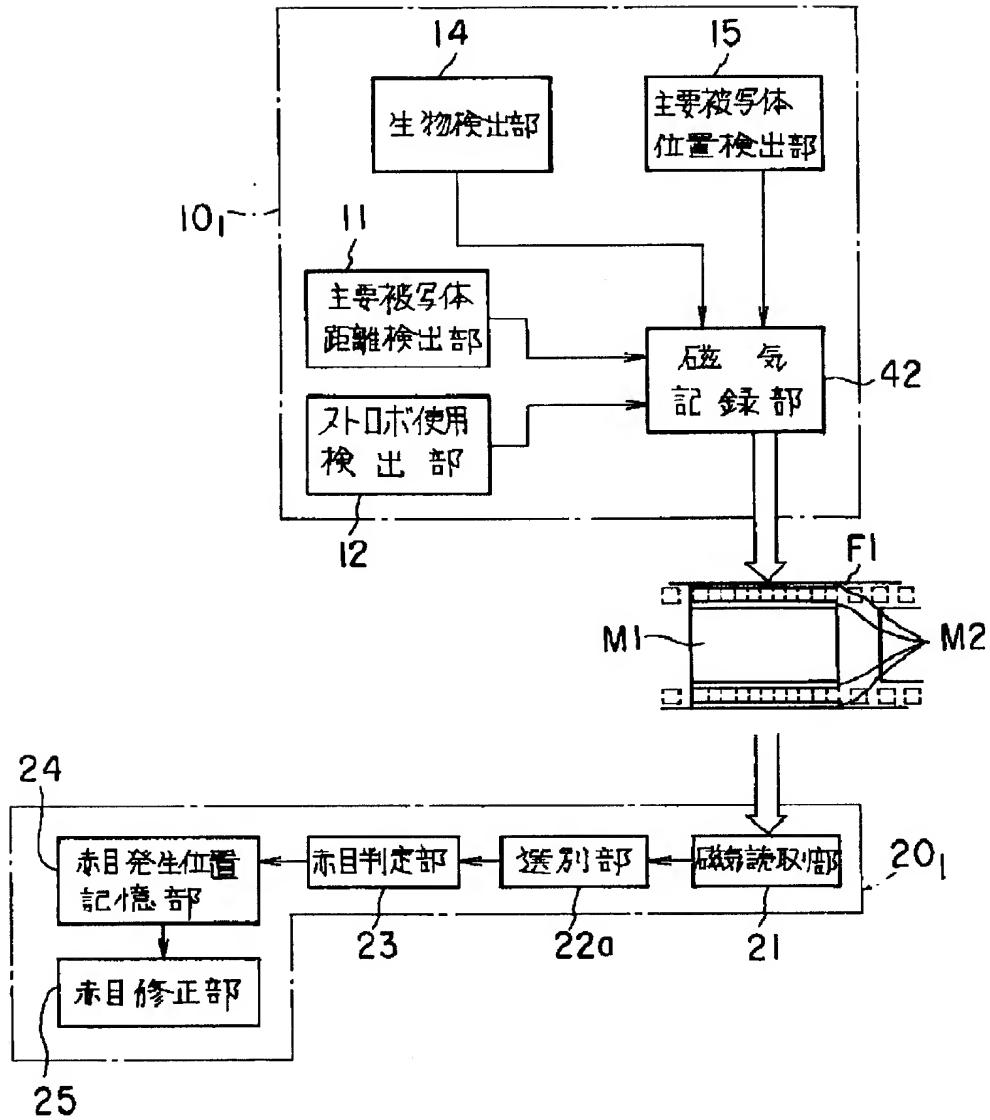 14
15
生物検出部
主要被写体
位置検出部
10₁
11
主要被写体
距離検出部
磁気
記録部
42
ストロボ使用
検出部
12
F1
M1
M2
24
赤目発生位置
記憶部
赤目判定部
選別部
磁気読取部
20₁
23
22a
21
赤目修正部
25